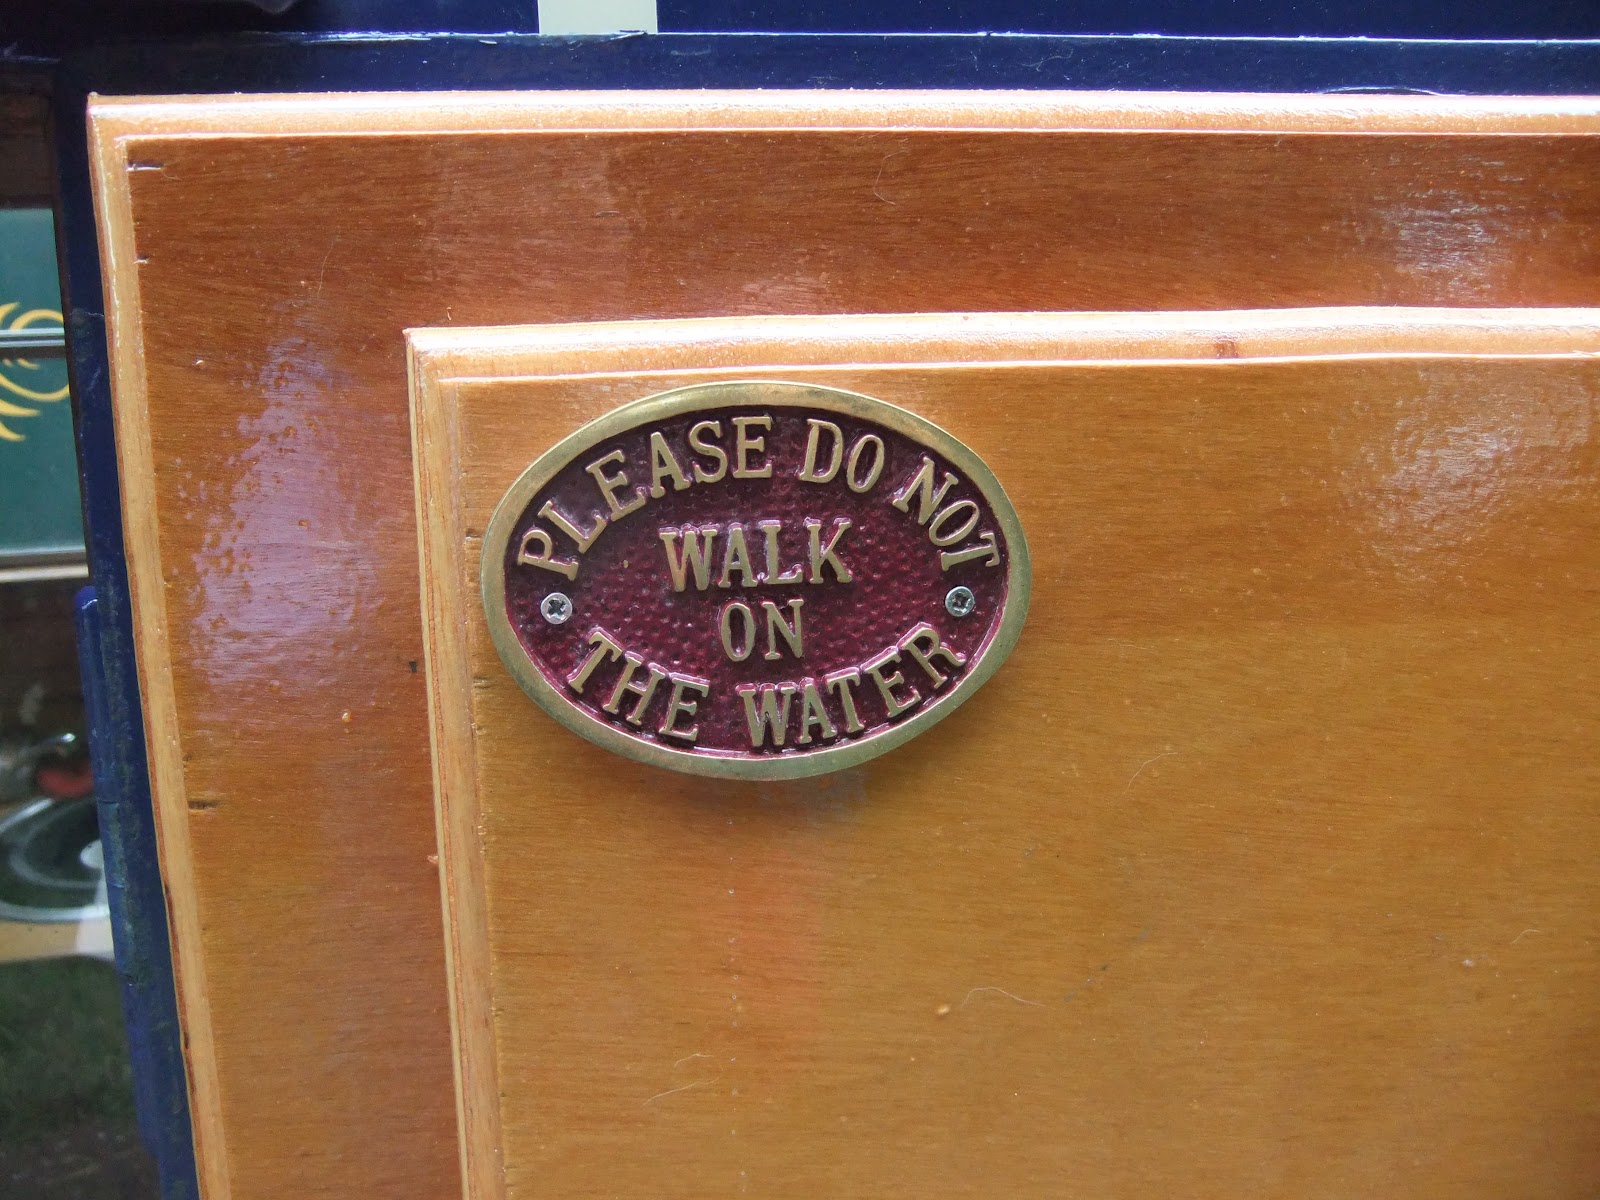 PLEASE DO NOT
WALK
ON
THE WATER